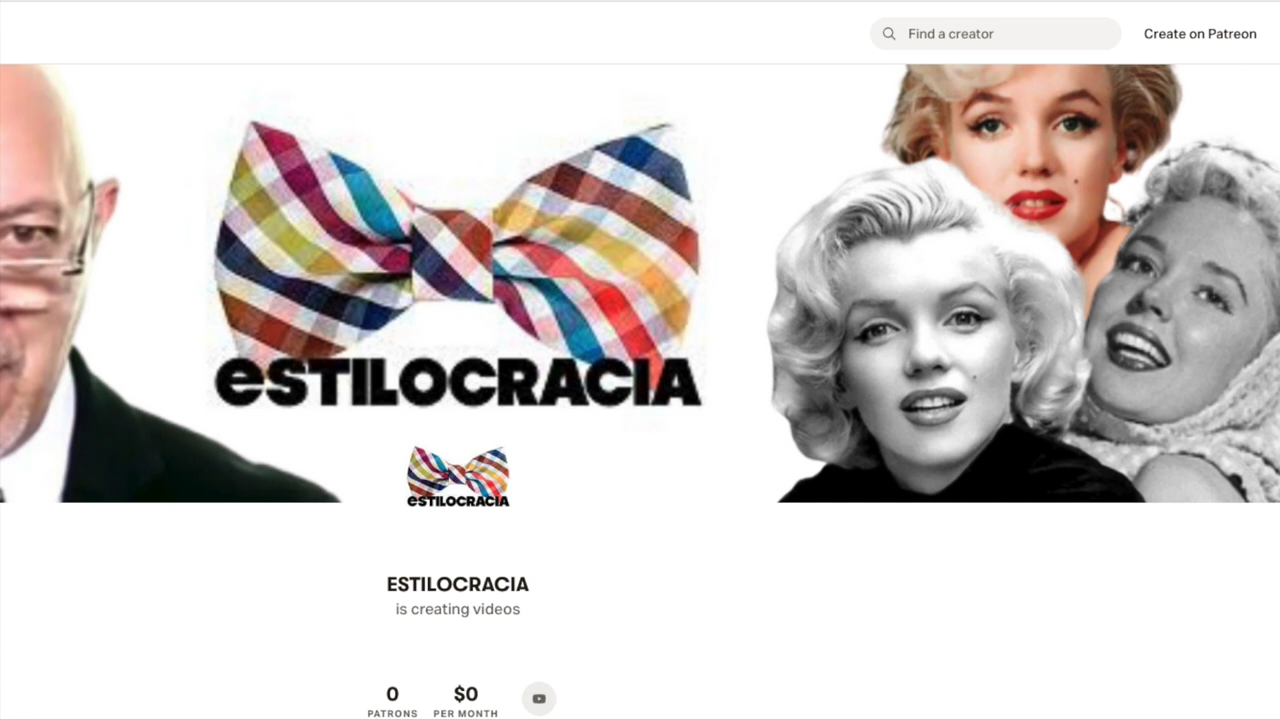 Find a creator
Create on Patreon
eSTILOCRACIA
eSTILOCRACIA
ESTILOCRACIA
is creating videos
0 $0
PATRONS PER MONTH